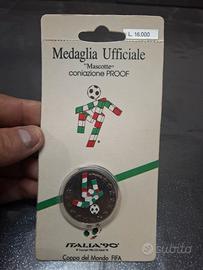 L. 16.000
Medaglia Ufficiale
"Mascotte"
coniazione PROOF
ITALIA'90
Coppa del Mondo FIFA
subito